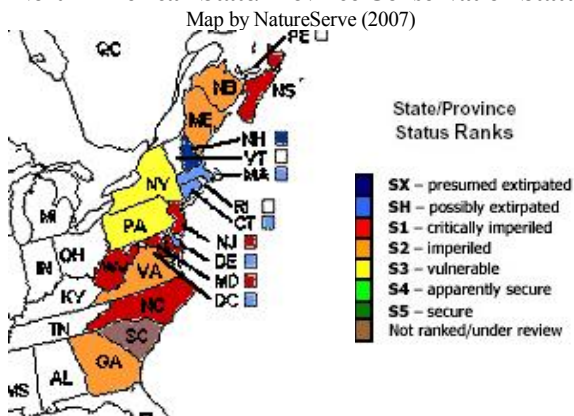 Map by NatureServe (2007)
PE
QC
NB
NS
ME
NH
VT
MA
NY
RI
CT
PA
NJ
DE
MD
DC
MI
OH
IN
WV
VA
KY
NC
TN
SC
GA
AL
MS
State/Province
Status Ranks
SX – presumed extirpated
SH – possibly extirpated
S1 – critically imperiled
S2 – imperiled
S3 – vulnerable
S4 – apparently secure
S5 – secure
Not ranked/under review